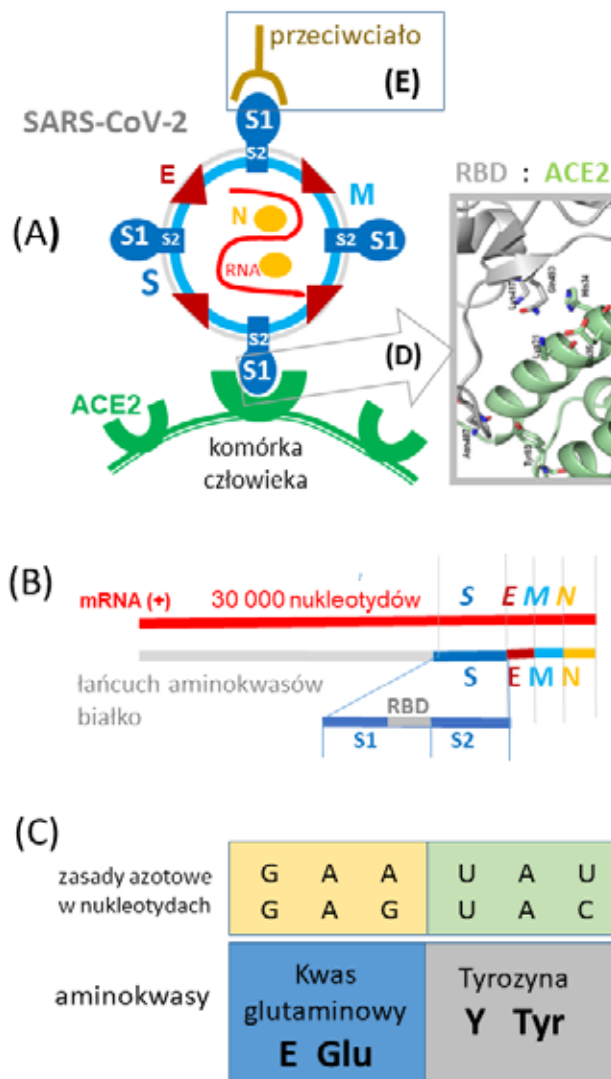 przeciwciało
(E)
SARS-CoV-2
S1
S2
E
M
RBD : ACE2
(A)
S1 S2
N
S2 S1
S
RNA
S2
S1
(D)
ACE2
komórka
człowieka
(B)
mRNA (+) 30 000 nukleotydów S E M N
łańcuch aminokwasów
białko
S E M N
RBD
S1 S2
(C)
zasady azotowe
w nukleotydach
G A A U A U
G A G U A C
aminokwasy
Kwas
glutaminowy
E Glu
Tyrozyna
Y Tyr